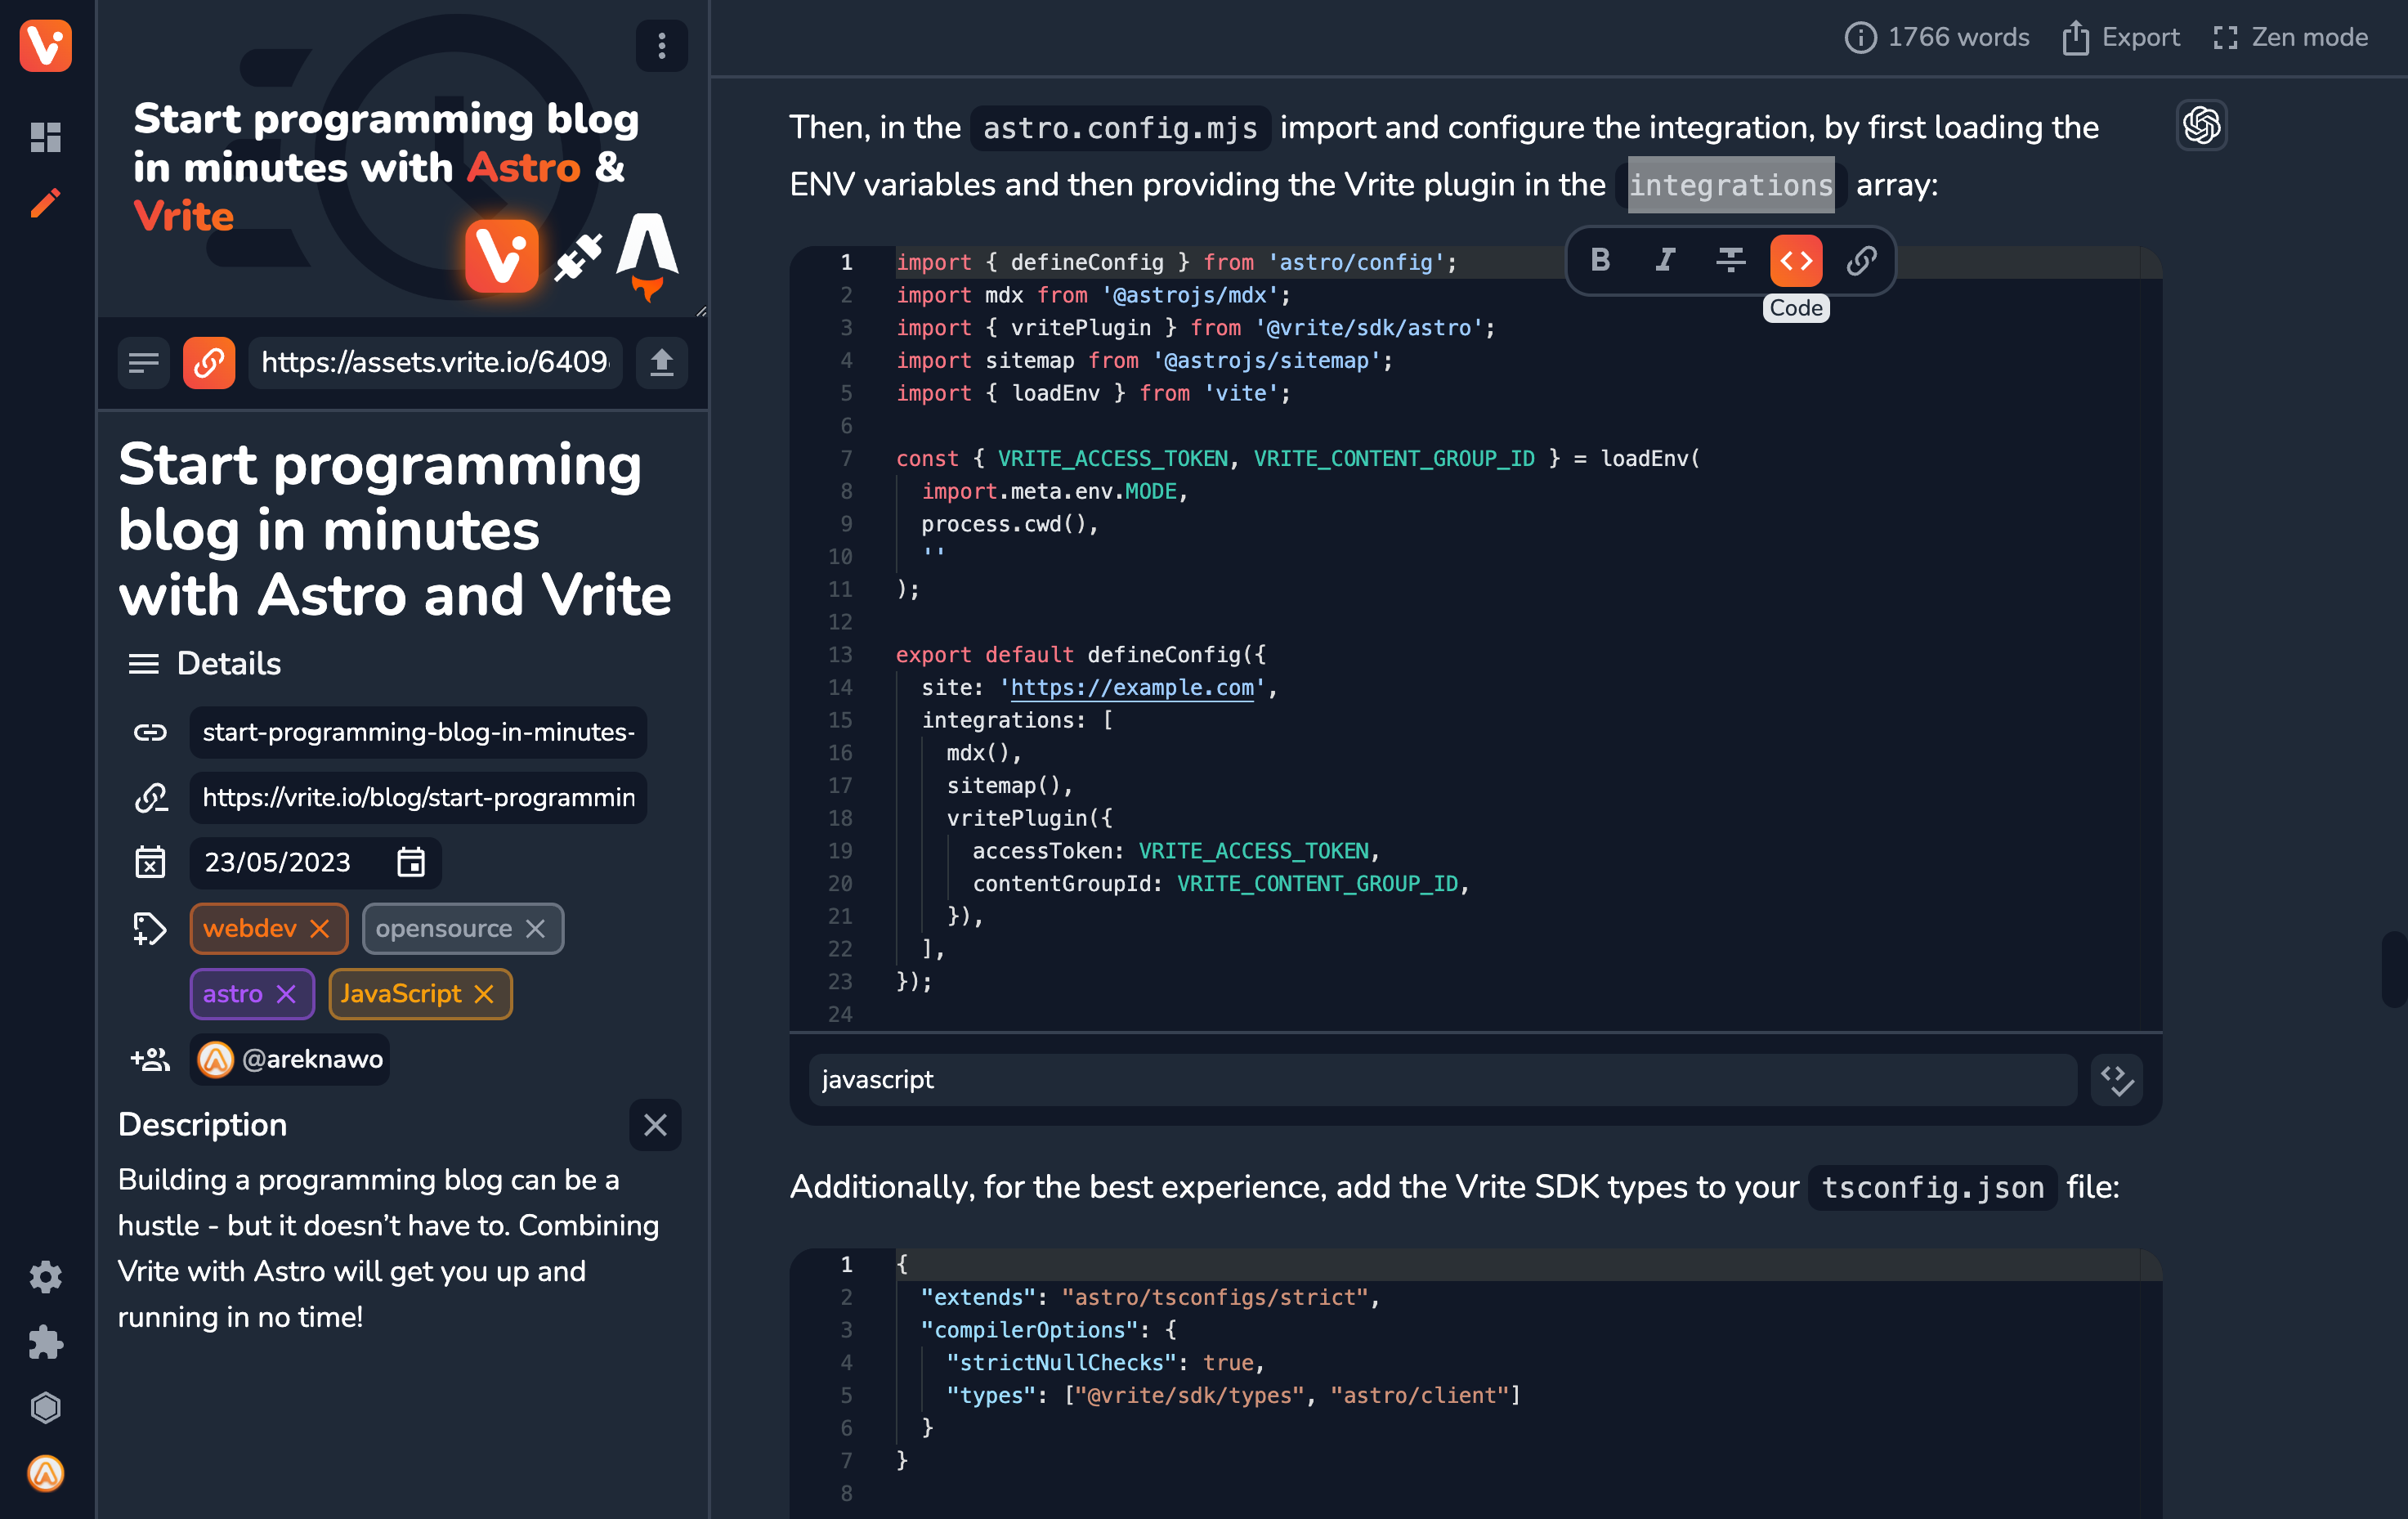 Start programming blog
in minutes with Astro &
Vrite
https://assets.vrite.io/6409
Start programming
blog in minutes
with Astro and Vrite
Details
start-programming-blog-in-minutes-
https://vrite.io/blog/start-programmin
23/05/2023
webdev
opensource
astro
JavaScript
@areknawo
Description
Building a programming blog can be a
hustle - but it doesn’t have to. Combining
Vrite with Astro will get you up and
running in no time!
1766 words
Export
Zen mode
Then, in the astro.config.mjs import and configure the integration, by first loading the
ENV variables and then providing the Vrite plugin in the integrations array:
B I
Code
1 import { defineConfig } from 'astro/config';
2 import mdx from '@astrojs/mdx';
3 import { vritePlugin } from '@vrite/sdk/astro';
4 import sitemap from '@astrojs/sitemap';
5 import { loadEnv } from 'vite';
6
7 const { VRITE_ACCESS_TOKEN, VRITE_CONTENT_GROUP_ID } = loadEnv(
8 import.meta.env.MODE,
9 process.cwd(),
10 ''
11 );
12
13 export default defineConfig({
14 site: 'https://example.com',
15 integrations: [
16 mdx(),
17 sitemap(),
18 vritePlugin({
19 accessToken: VRITE_ACCESS_TOKEN,
20 contentGroupId: VRITE_CONTENT_GROUP_ID,
21 }),
22 ],
23 });
24
javascript
Additionally, for the best experience, add the Vrite SDK types to your tsconfig.json file:
1 {
2 "extends": "astro/tsconfigs/strict",
3 "compilerOptions": {
4 "strictNullChecks": true,
5 "types": ["@vrite/sdk/types", "astro/client"]
6 }
7 }
8